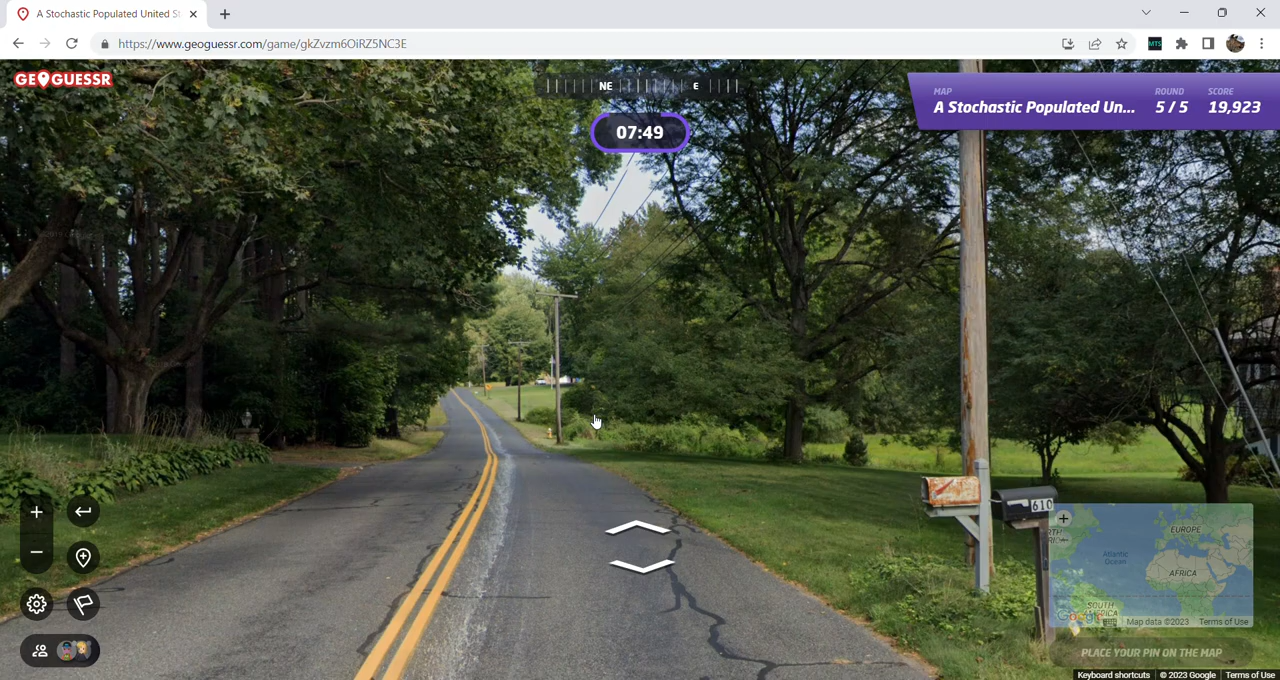 A Stochastic Populated United St
https://www.geoguessr.com/game/gkZvzm6OiRZ5NC3E
MTS
GEOGUESSR
NE E
07:49
MAP ROUND SCORE
A Stochastic Populated Un... 5 / 5 19,923
610
EUROPE
Atlantic
Ocean
AFRICA
SOUTH
Google
Map data ©2023 Terms of Use
PLACE YOUR PIN ON THE MAP
Keyboard shortcuts © 2023 Google Terms of Use